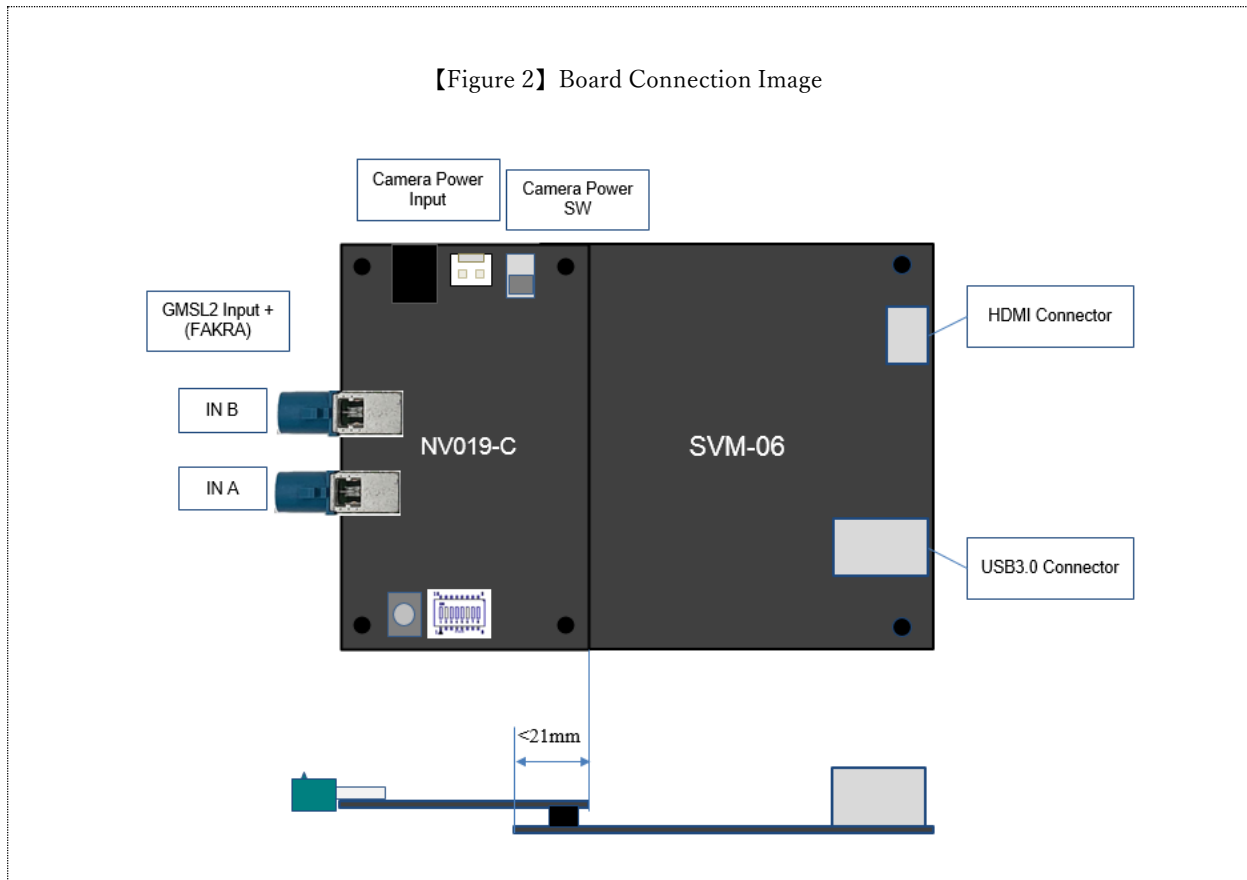 【Figure 2】Board Connection Image
Camera Power
Input
Camera Power
SW
GMSL2 Input +
(FAKRA)
HDMI Connector
IN B
NV019-C
SVM-06
IN A
USB3.0 Connector
<21mm